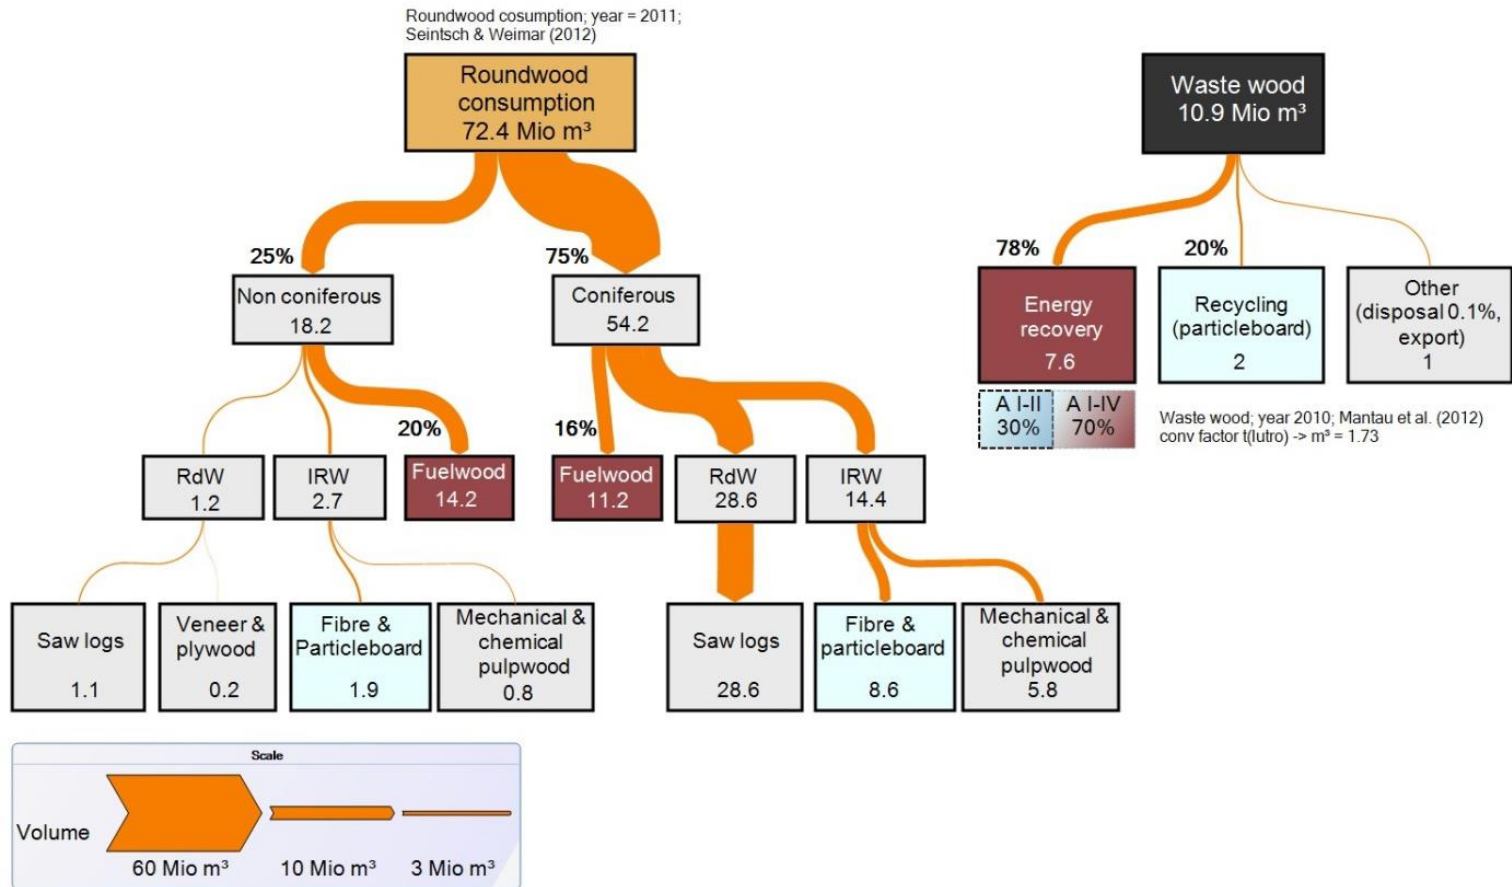 Roundwood cosumption; year = 2011;
Seintsch & Weimar (2012)
Roundwood
consumption
72.4 Mio m³
Waste wood
10.9 Mio m³
25%
75%
78%
20%
Non coniferous
18.2
Coniferous
54.2
Energy
recovery
7.6
Recycling
(particleboard)
2
Other
(disposal 0.1%,
export)
1
A I-II
30%
A I-IV
70%
Waste wood; year 2010; Mantau et al. (2012)
conv factor t(lutro) -> m³ = 1.73
20%
16%
RdW
1.2
IRW
2.7
Fuelwood
14.2
Fuelwood
11.2
RdW
28.6
IRW
14.4
Saw logs
1.1
Veneer &
plywood
0.2
Fibre &
Particleboard
1.9
Mechanical &
chemical
pulpwood
0.8
Saw logs
28.6
Fibre &
particleboard
8.6
Mechanical &
chemical
pulpwood
5.8
Scale
Volume
60 Mio m³
10 Mio m³
3 Mio m³